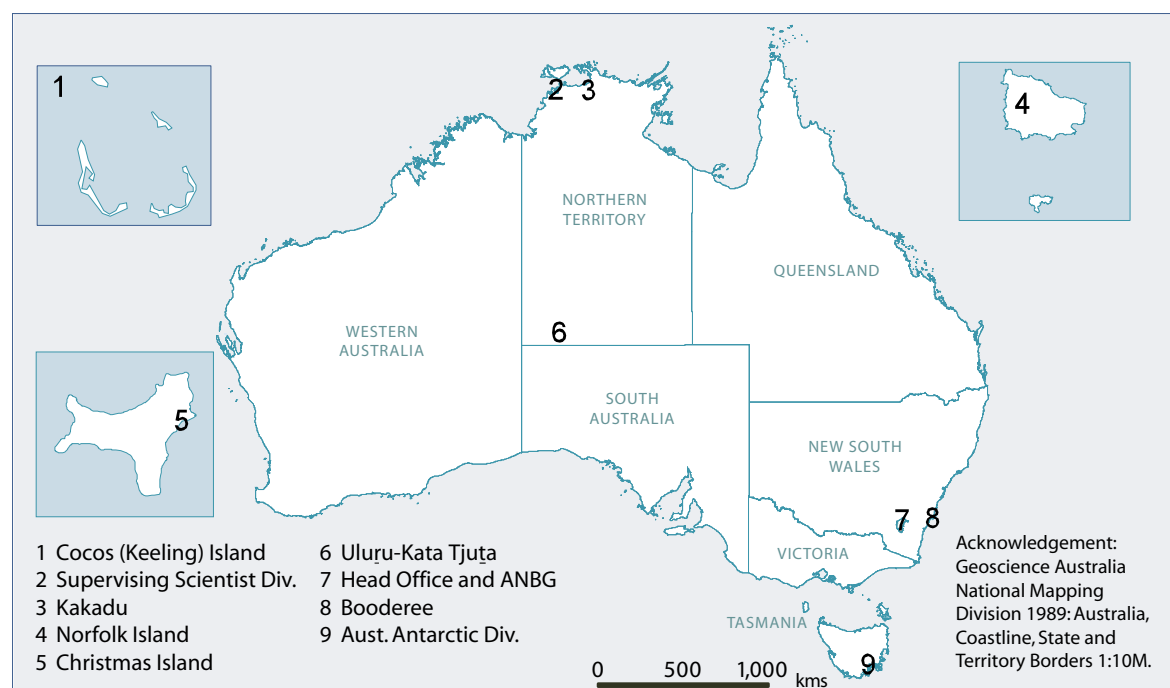 1
2 3
4
NORTHERN
TERRITORY
QUEENSLAND
6
WESTERN
AUSTRALIA
5
SOUTH
AUSTRALIA
NEW SOUTH
WALES
7 8
VICTORIA
TASMANIA
9
1 Cocos (Keeling) Island
2 Supervising Scientist Div.
3 Kakadu
4 Norfolk Island
5 Christmas Island
6 Uluṟu-Kata Tjuṯa
7 Head Office and ANBG
8 Booderee
9 Aust. Antarctic Div.
0 500 1,000 kms
Acknowledgement:
Geoscience Australia
National Mapping
Division 1989: Australia,
Coastline, State and
Territory Borders 1:10M.